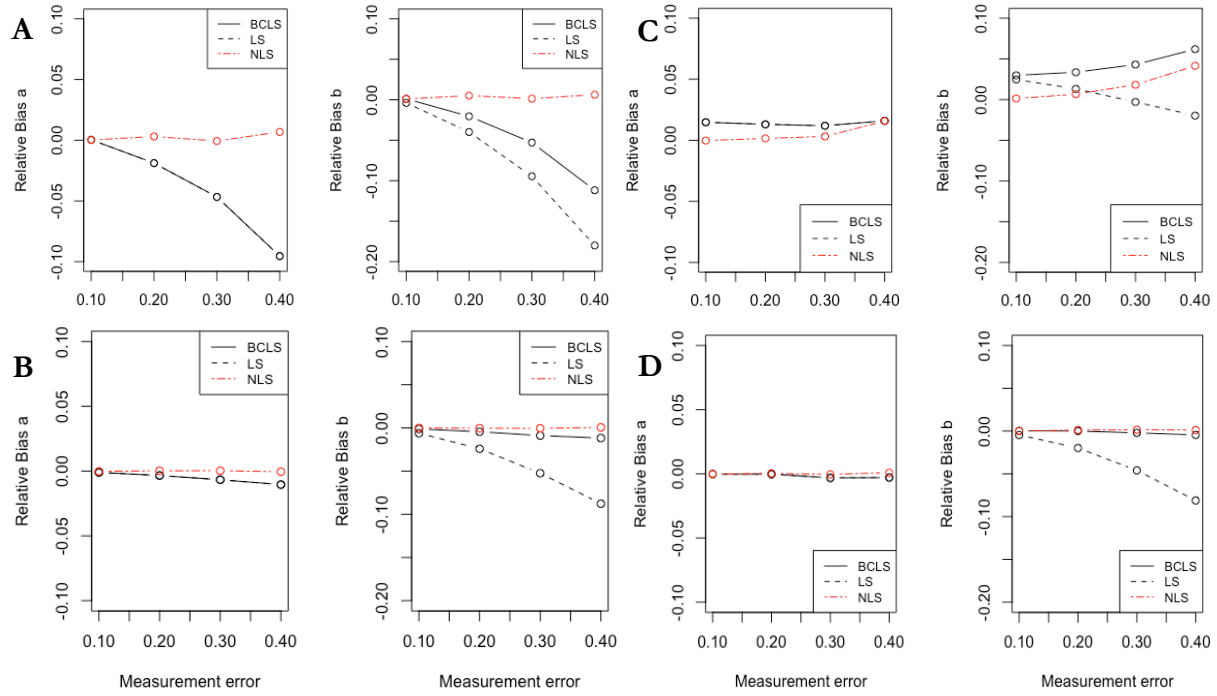 A
Relative Bias a
0.10
0.05
0.00
-0.05
-0.10
BCLS
LS
NLS
0.10 0.20 0.30 0.40
Relative Bias b
0.10
0.00
-0.10
-0.20
BCLS
LS
NLS
0.10 0.20 0.30 0.40
C
Relative Bias a
0.10
0.05
0.00
-0.05
-0.10
BCLS
LS
NLS
0.10 0.20 0.30 0.40
Relative Bias b
0.10
0.00
-0.10
-0.20
BCLS
LS
NLS
0.10 0.20 0.30 0.40
B
Relative Bias a
0.10
0.05
0.00
-0.05
-0.10
BCLS
LS
NLS
0.10 0.20 0.30 0.40
Measurement error
Relative Bias b
0.10
0.00
-0.10
-0.20
BCLS
LS
NLS
0.10 0.20 0.30 0.40
Measurement error
D
Relative Bias a
0.10
0.05
0.00
-0.05
-0.10
BCLS
LS
NLS
0.10 0.20 0.30 0.40
Measurement error
Relative Bias b
0.10
0.00
-0.10
-0.20
BCLS
LS
NLS
0.10 0.20 0.30 0.40
Measurement error